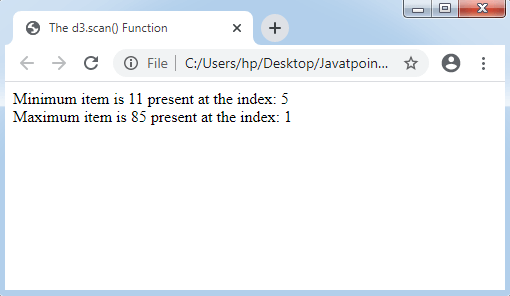 The d3.scan() Function
File | C:/Users/hp/Desktop/Javatpoin...
Minimum item is 11 present at the index: 5
Maximum item is 85 present at the index: 1